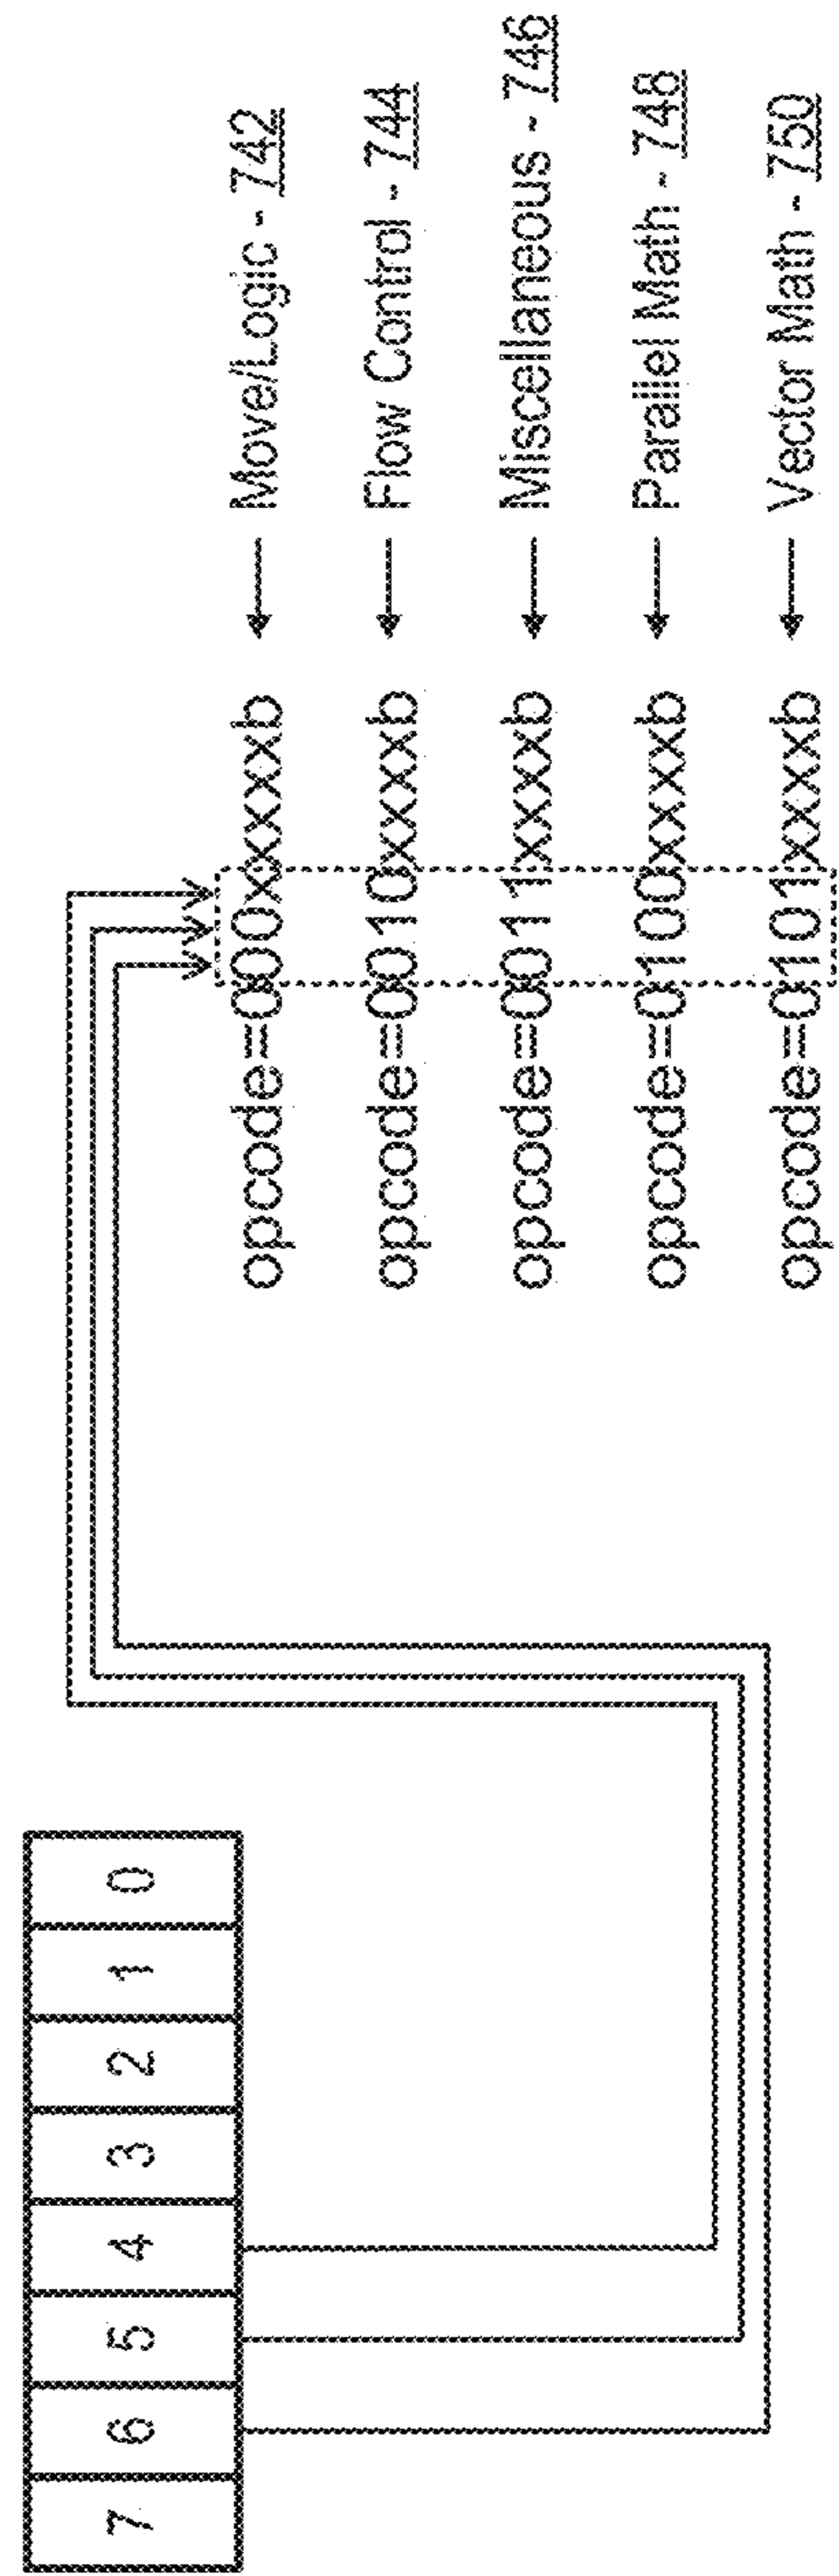 7 6 5 4 3 2 1 0
opcode=000xxxxxb ← Move/Logic - 742
opcode=0010xxxxb ← Flow Control - 744
opcode=0011xxxxb ← Miscellaneous - 746
opcode=0100xxxxb ← Parallel Math - 748
opcode=0101xxxxb ← Vector Math - 750